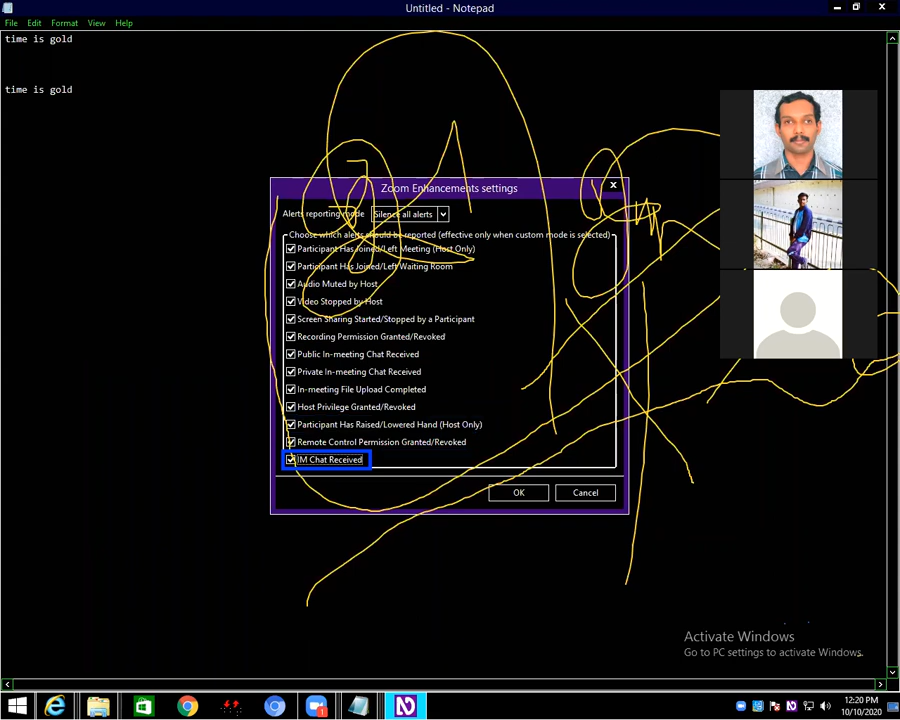 Untitled - Notepad
File Edit Format View Help
time is gold
time is gold
Zoom Enhancements settings
Alerts reporting mode Silence all alerts
Choose which alerts should be reported (effective only when custom mode is selected)
Participant Has Joined/Left Meeting (Host Only)
Participant Has Joined/Left Waiting Room
Audio Muted by Host
Video Stopped by Host
Screen Sharing Started/Stopped by a Participant
Recording Permission Granted/Revoked
Public In-meeting Chat Received
Private In-meeting Chat Received
In-meeting File Upload Completed
Host Privilege Granted/Revoked
Participant Has Raised/Lowered Hand (Host Only)
Remote Control Permission Granted/Revoked
IM Chat Received
OK Cancel
Activate Windows
Go to PC settings to activate Windows.
12:20 PM
10/10/2020